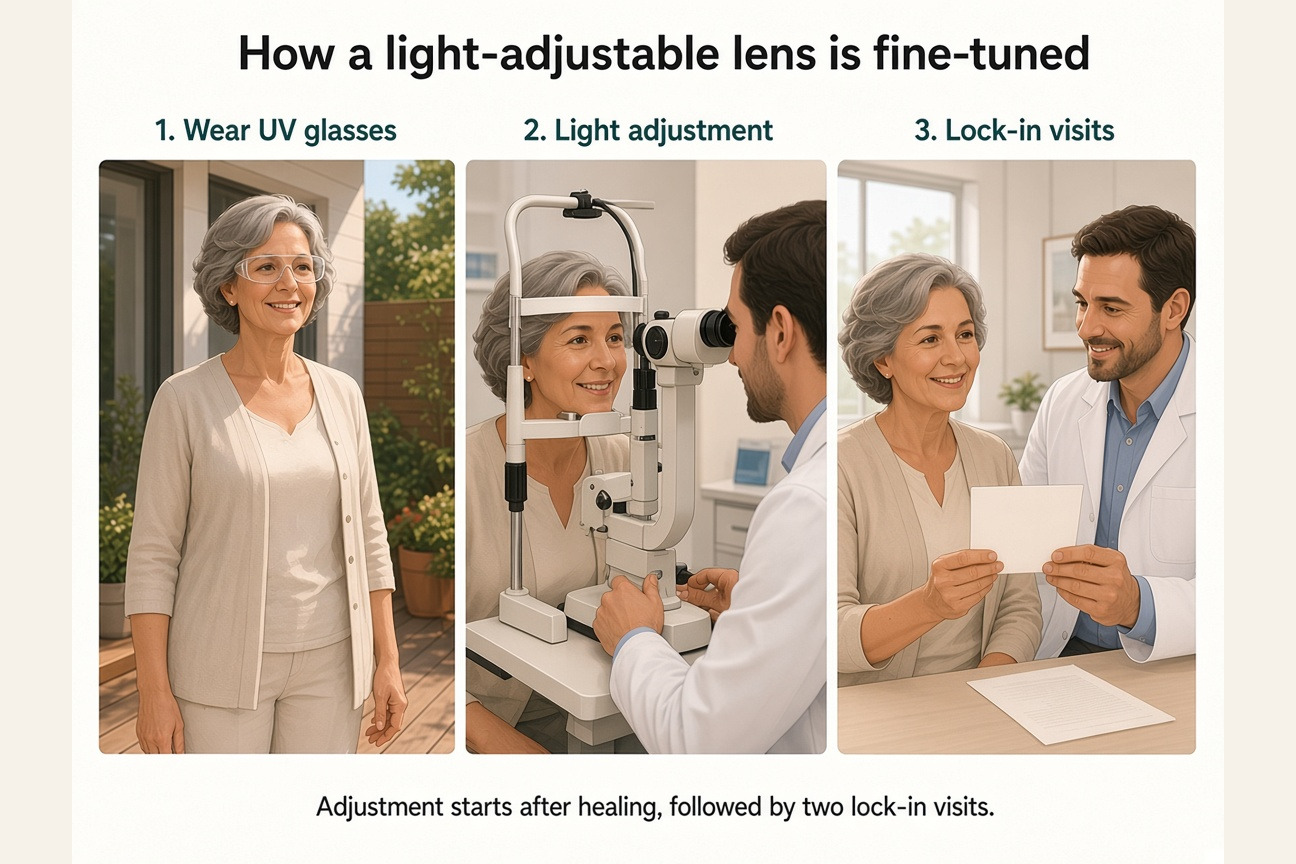 How a light-adjustable lens is fine-tuned
1. Wear UV glasses
2. Light adjustment
3. Lock-in visits
Adjustment starts after healing, followed by two lock-in visits.